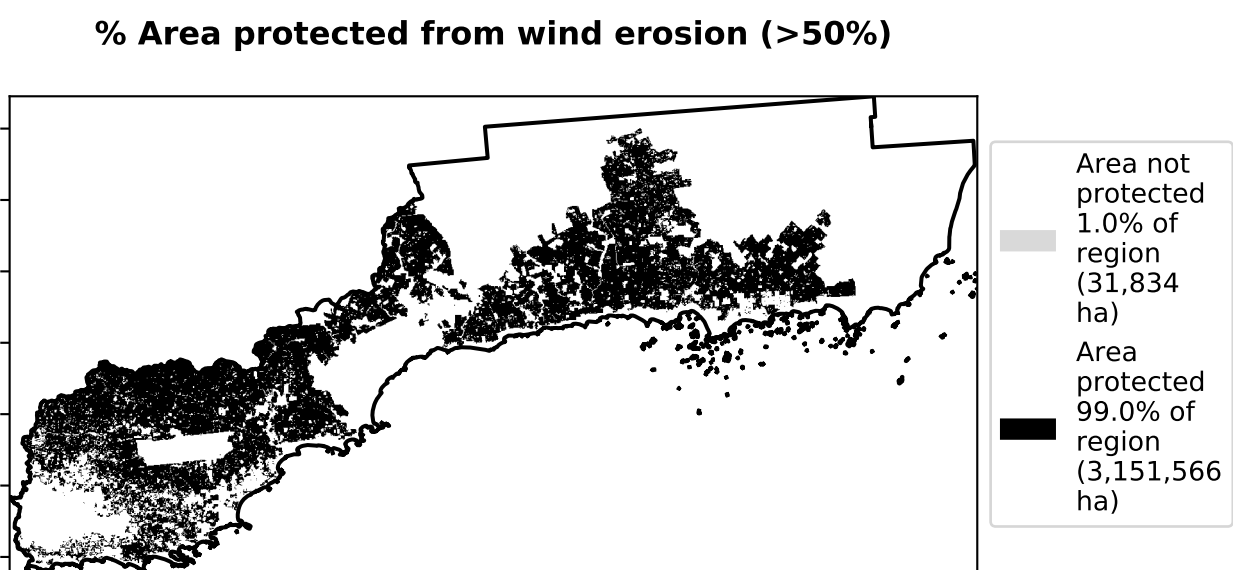 % Area protected from wind erosion (>50%)
Area not
protected
1.0% of
region
(31,834
ha)
Area
protected
99.0% of
region
(3,151,566
ha)